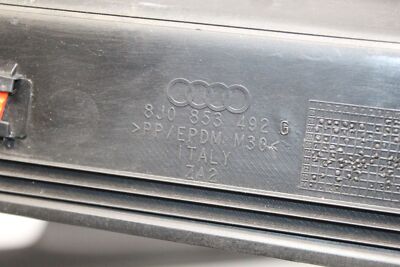 8J0 853 492 G
>PP/EPDM M30<
ITALY
ZA2